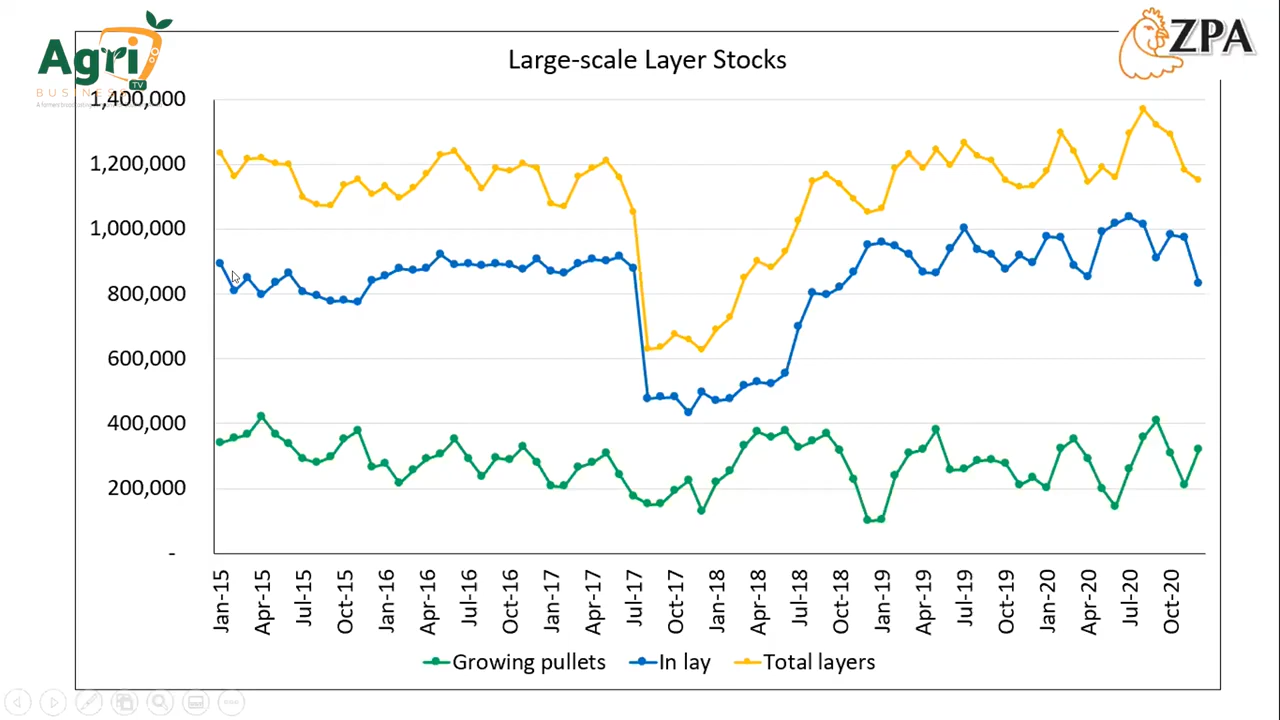 Agri
BUSINESS
TV
ZPA
Large-scale Layer Stocks
1,400,000
1,200,000
1,000,000
800,000
600,000
400,000
200,000
-
Jan-15
Apr-15
Jul-15
Oct-15
Jan-16
Apr-16
Jul-16
Oct-16
Jan-17
Apr-17
Jul-17
Oct-17
Jan-18
Apr-18
Jul-18
Oct-18
Jan-19
Apr-19
Jul-19
Oct-19
Jan-20
Apr-20
Jul-20
Oct-20
Growing pullets
In lay
Total layers